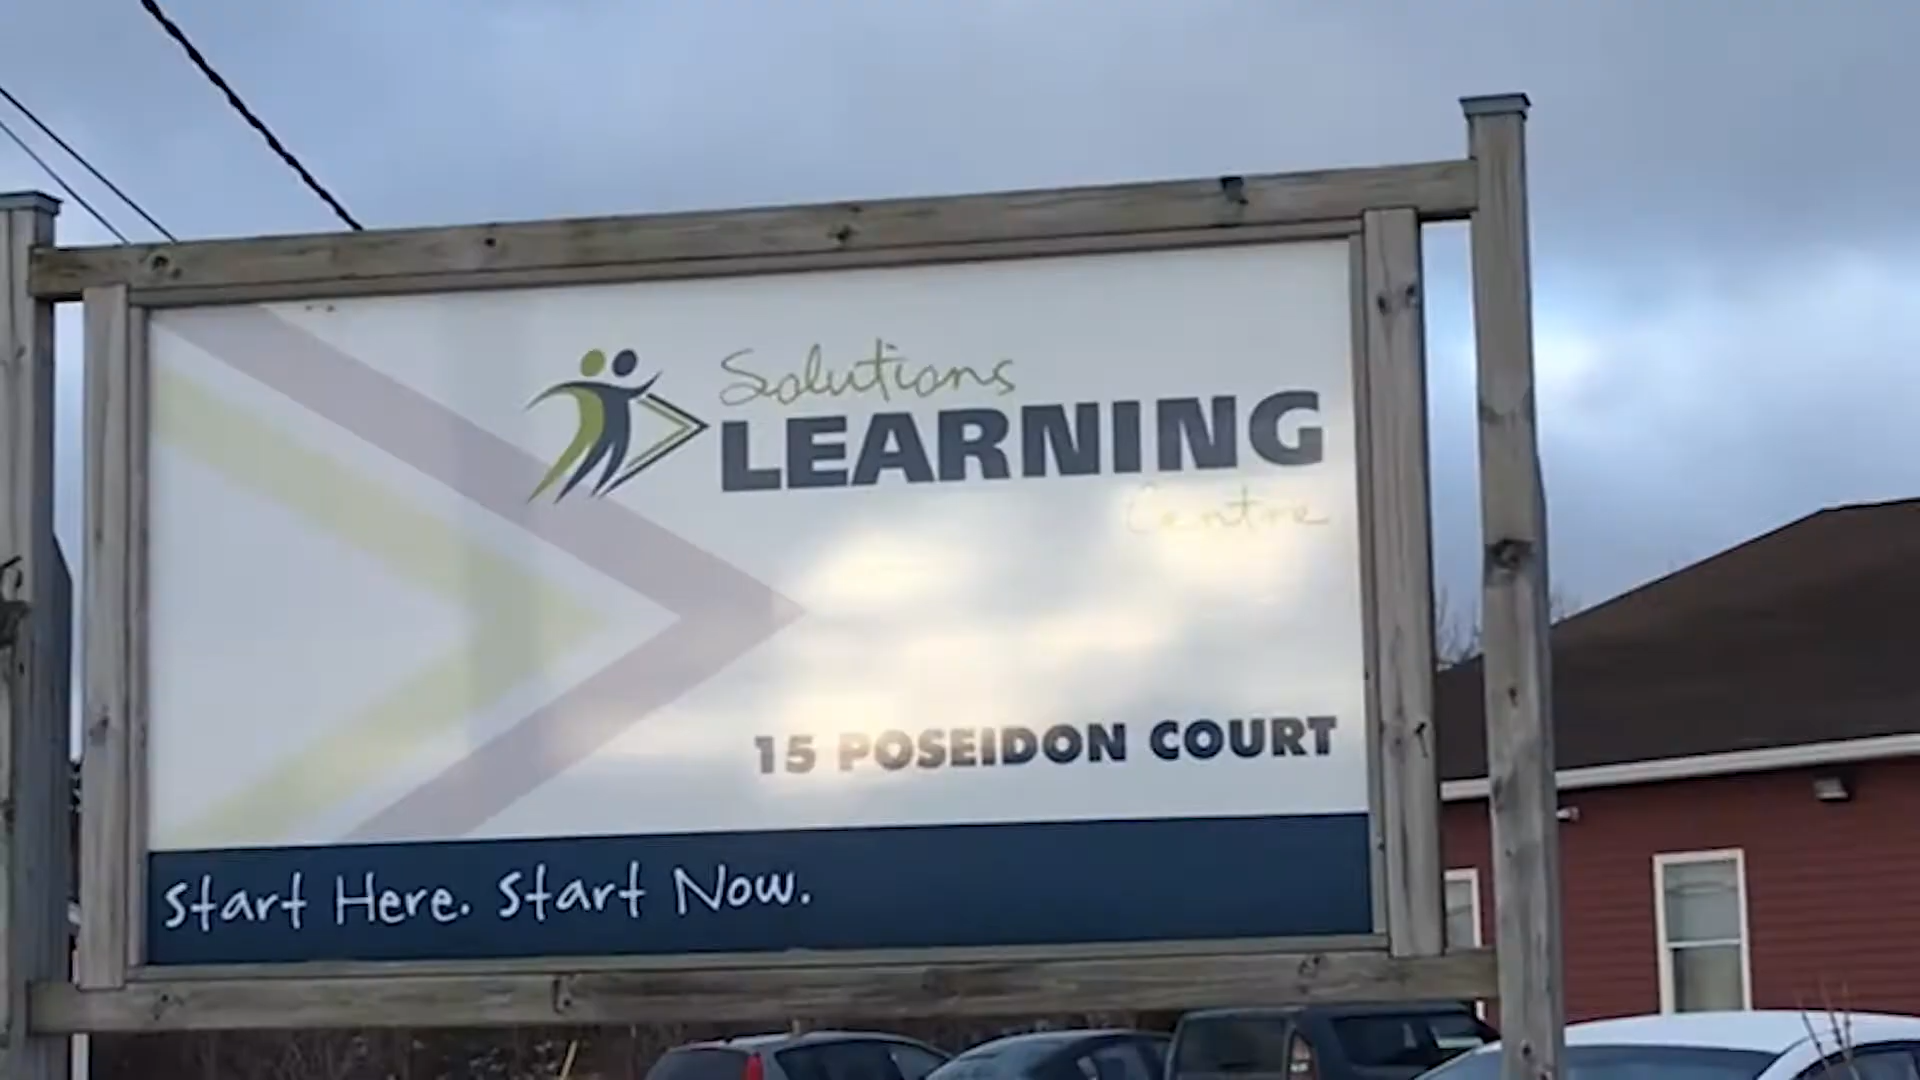 Solutions
LEARNING
Centre
15 POSEIDON COURT
Start Here. Start Now.